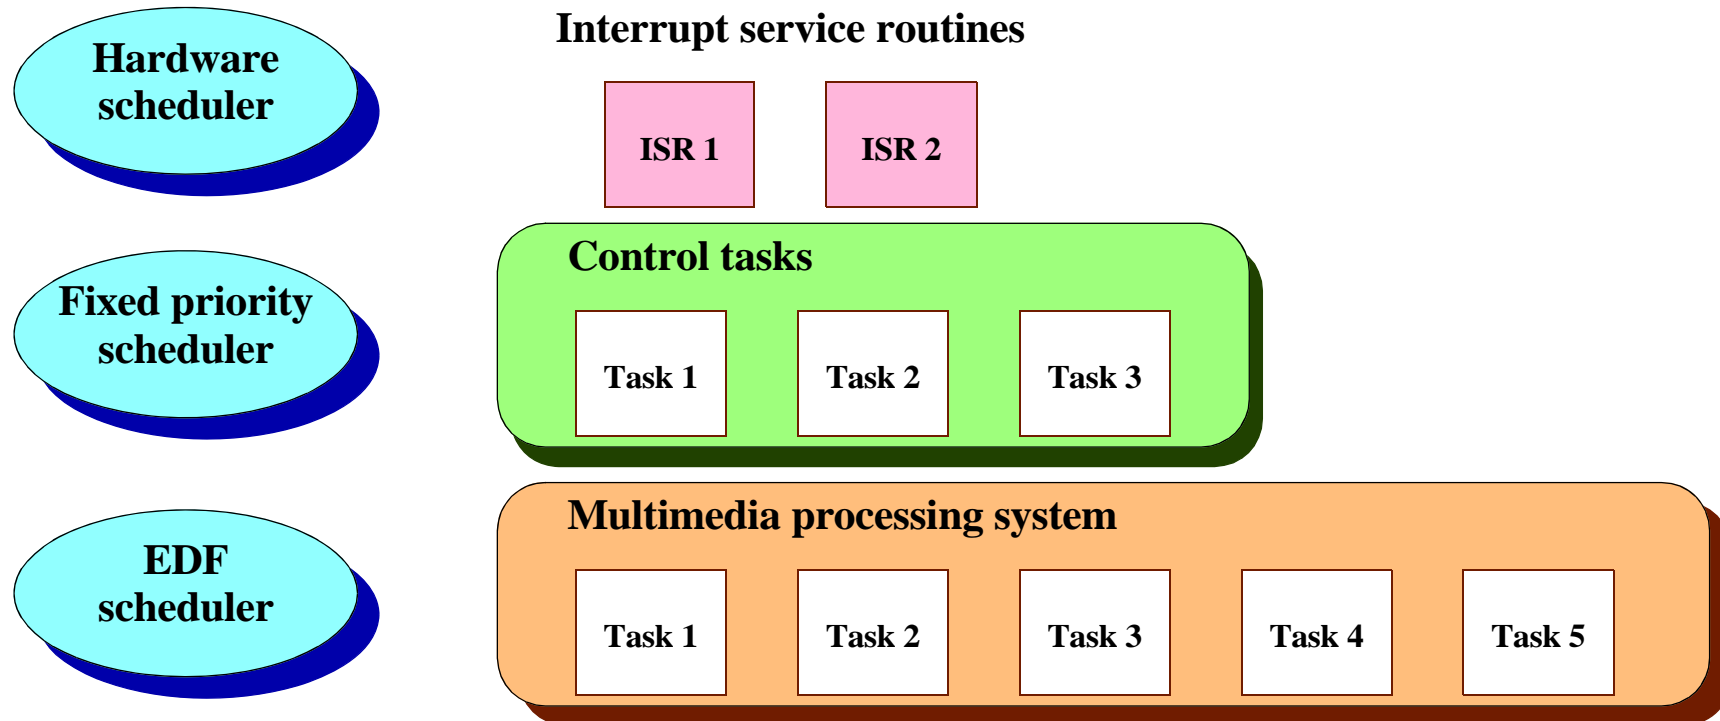 Hardware
scheduler
Interrupt service routines
ISR 1
ISR 2
Fixed priority
scheduler
Control tasks
Task 1
Task 2
Task 3
EDF
scheduler
Multimedia processing system
Task 1
Task 2
Task 3
Task 4
Task 5